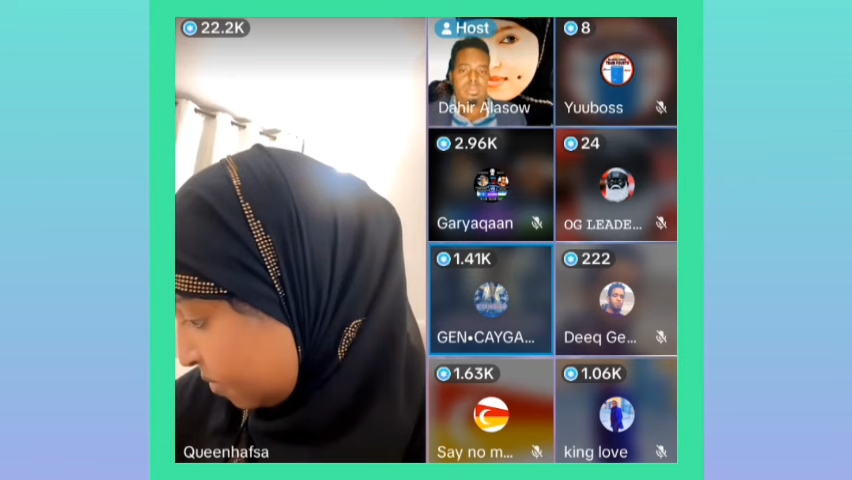 22.2K
Queenhafsa
Host
Dahir Alasow
8
Yuuboss
2.96K
Garyaqaan
24
OG LEADE...
1.41K
GEN•CAYGA...
222
Deeq Ge...
1.63K
Say no m...
1.06K
king love